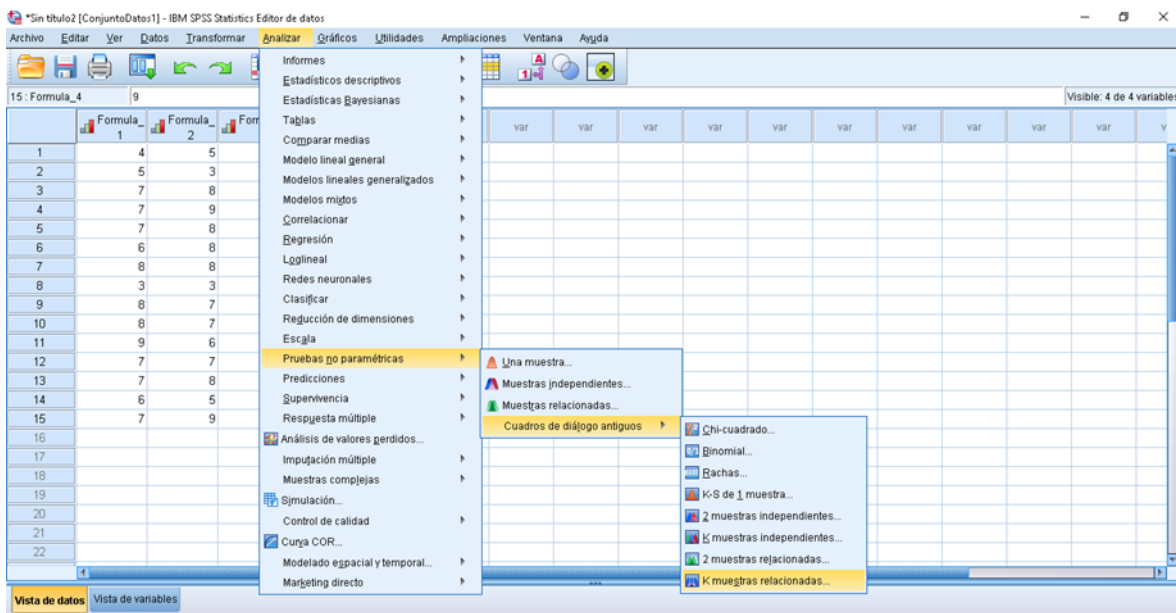 *Sin título2 [ConjuntoDatos1] - IBM SPSS Statistics Editor de datos
Archivo Editar Ver Datos Transformar Analizar Gráficos Utilidades Ampliaciones Ventana Ayuda
15 : Formula_4 9 Visible: 4 de 4 variables
Formula_1 Formula_2 Form var var var var var var var var var var v
1 4 5
2 5 3
3 7 8
4 7 9
5 7 8
6 6 8
7 8 8
8 3 3
9 8 7
10 8 7
11 9 6
12 7 7
13 7 8
14 6 5
15 7 9
16
17
18
19
20
21
22
Informes
Estadísticos descriptivos
Estadísticas Bayesianas
Tablas
Comparar medias
Modelo lineal general
Modelos lineales generalizados
Modelos mixtos
Correlacionar
Regresión
Loglineal
Redes neuronales
Clasificar
Reducción de dimensiones
Escala
Pruebas no paramétricas
Predicciones
Supervivencia
Respuesta múltiple
Análisis de valores perdidos...
Imputación múltiple
Muestras complejas
Simulación...
Control de calidad
Curva COR...
Modelado espacial y temporal...
Marketing directo
Una muestra...
Muestras independientes...
Muestras relacionadas...
Cuadros de diálogo antiguos
Chi-cuadrado...
Binomial...
Rachas...
K-S de 1 muestra...
2 muestras independientes...
K muestras independientes...
2 muestras relacionadas...
K muestras relacionadas...
Vista de datos Vista de variables